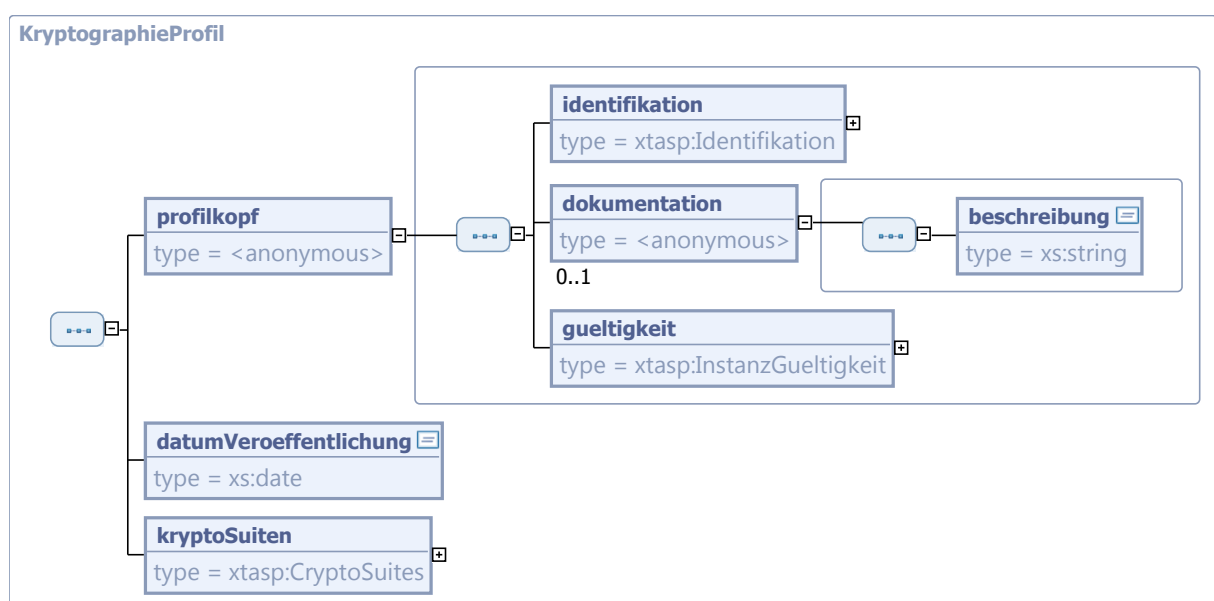 KryptographieProfil
identifikation
type = xtasp:Identifikation
profilkopf
type = <anonymous>
dokumentation
type = <anonymous>
0..1
beschreibung
type = xs:string
gueltigkeit
type = xtasp:InstanzGueltigkeit
datumVeroeffentlichung
type = xs:date
kryptoSuiten
type = xtasp:CryptoSuites